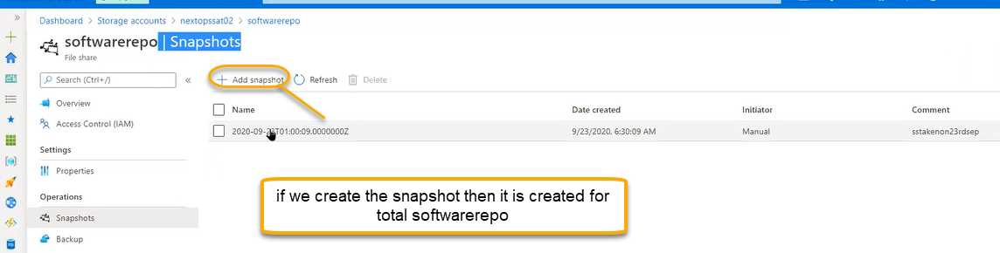 Dashboard > Storage accounts > nextopssat02 > softwarerepo
softwarerepo | Snapshots
File share
Search (Ctrl+/)
Add snapshot
Refresh
Delete
Overview
Access Control (IAM)
Settings
Properties
Operations
Snapshots
Backup
Name
Date created
Initiator
Comment
2020-09-23T01:00:09.0000000Z
9/23/2020, 6:30:09 AM
Manual
sstakenon23rdsep
if we create the snapshot then it is created for
total softwarerepo